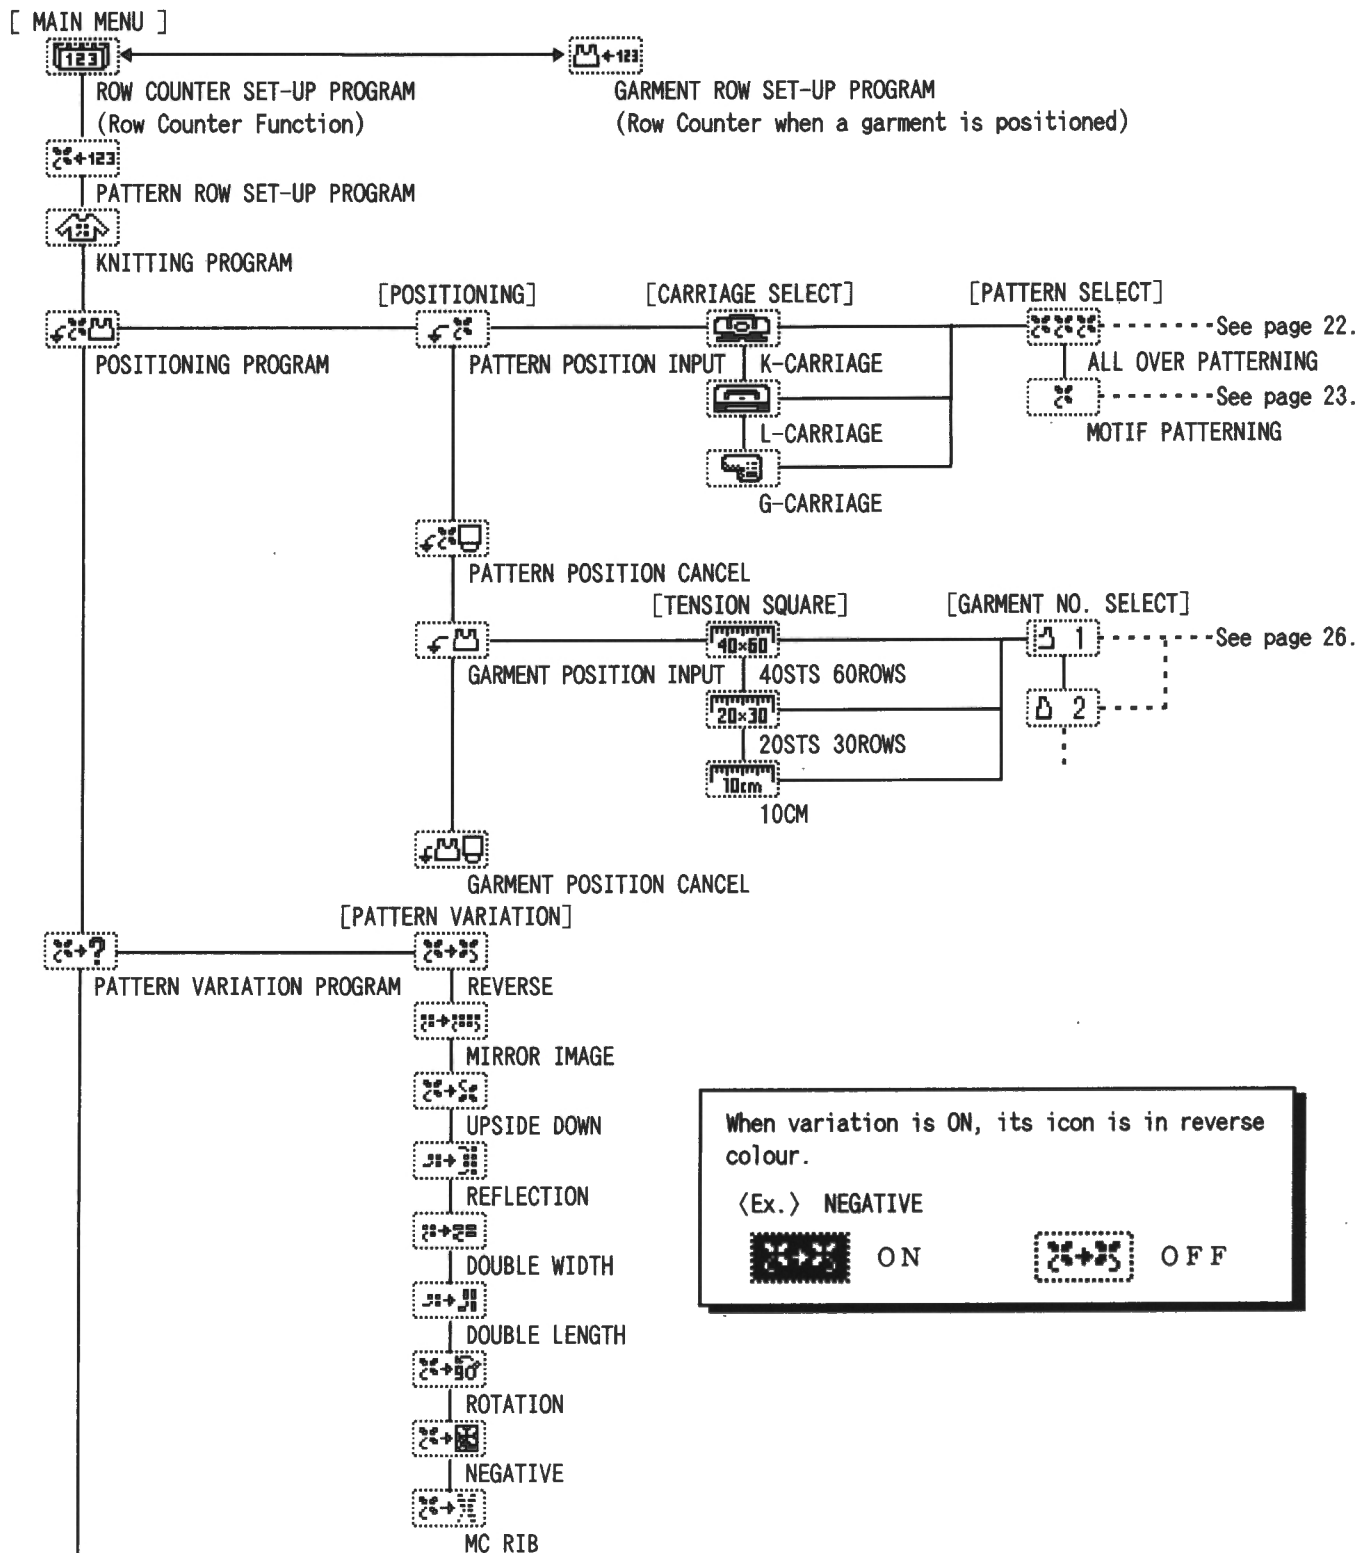 [ MAIN MENU ]
123
←123
ROW COUNTER SET-UP PROGRAM
(Row Counter Function)
GARMENT ROW SET-UP PROGRAM
(Row Counter when a garment is positioned)
←123
PATTERN ROW SET-UP PROGRAM
KNITTING PROGRAM
[POSITIONING]
[CARRIAGE SELECT]
[PATTERN SELECT]
See page 22.
POSITIONING PROGRAM
PATTERN POSITION INPUT
K-CARRIAGE
ALL OVER PATTERNING
See page 23.
L-CARRIAGE
MOTIF PATTERNING
G-CARRIAGE
PATTERN POSITION CANCEL
[TENSION SQUARE]
[GARMENT NO. SELECT]
40×60
1
See page 26.
GARMENT POSITION INPUT
40STS 60ROWS
20×30
2
20STS 30ROWS
10cm
10CM
GARMENT POSITION CANCEL
[PATTERN VARIATION]
→?
PATTERN VARIATION PROGRAM
REVERSE
MIRROR IMAGE
UPSIDE DOWN
REFLECTION
DOUBLE WIDTH
DOUBLE LENGTH
90°
ROTATION
NEGATIVE
MC RIB
When variation is ON, its icon is in reverse
colour.
〈Ex.〉 NEGATIVE
ON
OFF